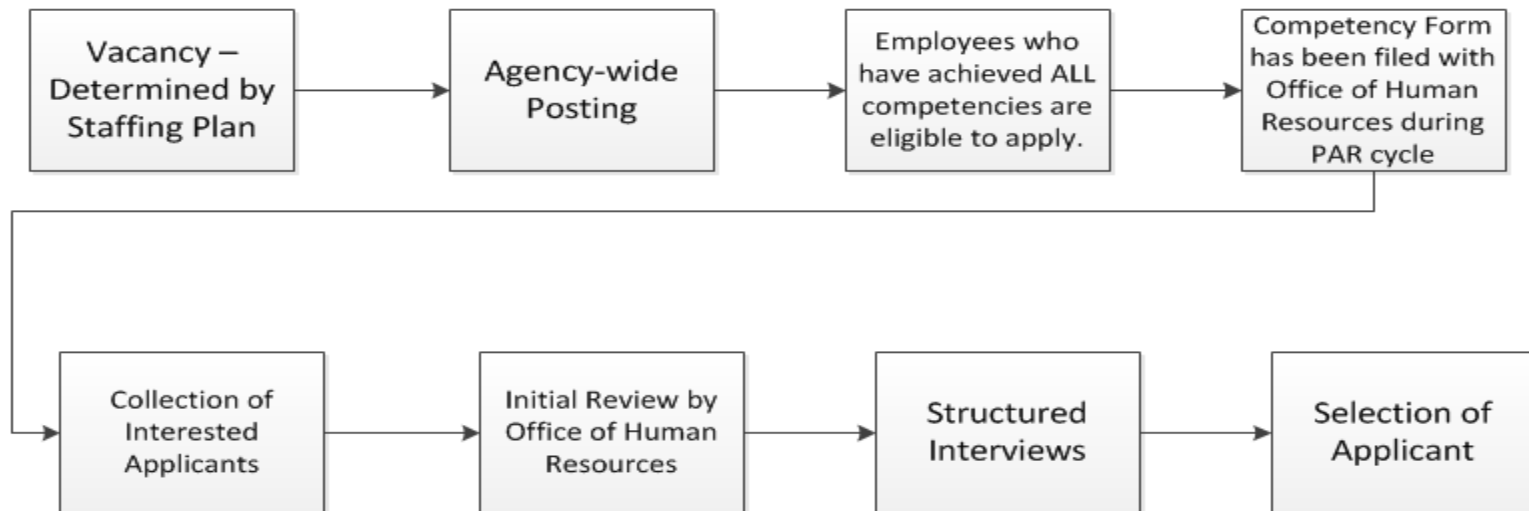 Vacancy –
Determined by
Staffing Plan
Agency-wide
Posting
Employees who
have achieved ALL
competencies are
eligible to apply.
Competency Form
has been filed with
Office of Human
Resources during
PAR cycle
Collection of
Interested
Applicants
Initial Review by
Office of Human
Resources
Structured
Interviews
Selection of
Applicant